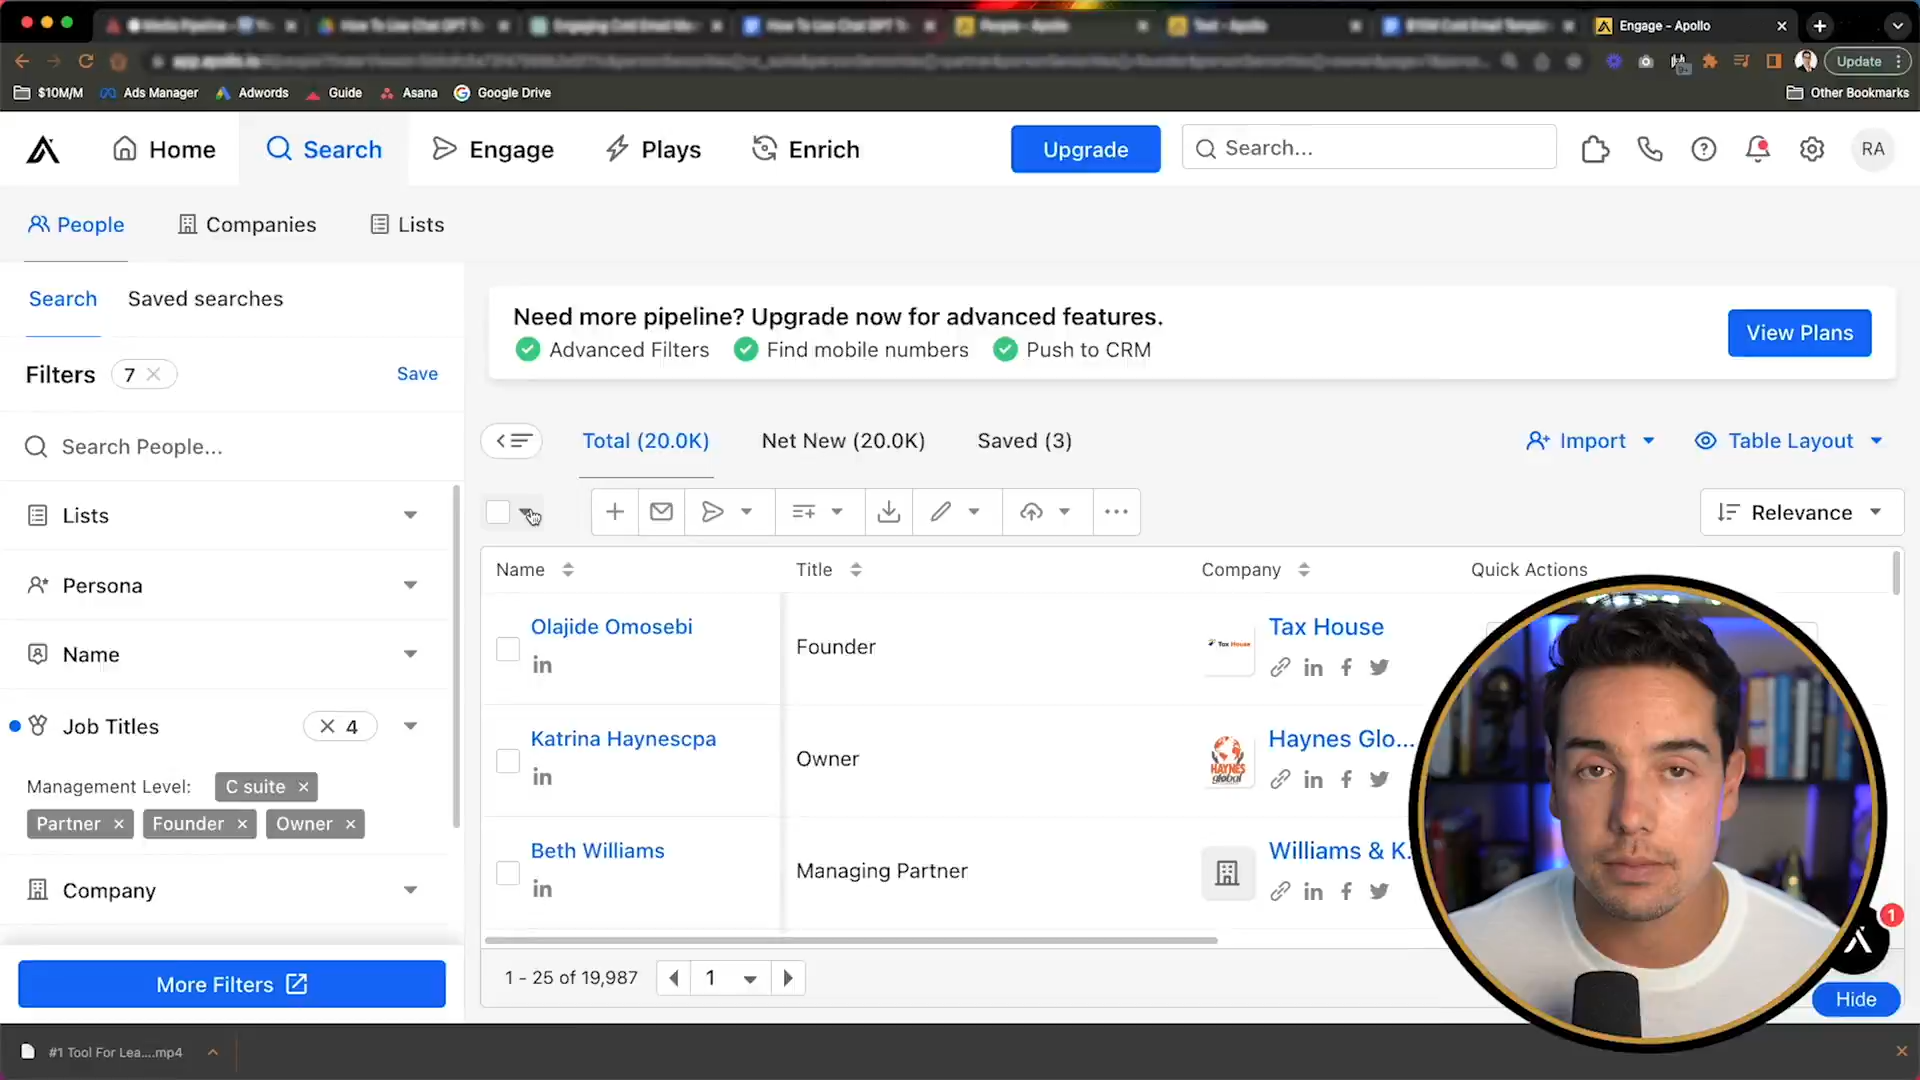 Engage - Apollo
Update
$10M/M
Ads Manager
Adwords
Guide
Asana
Google Drive
Other Bookmarks
Home
Search
Engage
Plays
Enrich
Upgrade
Search...
RA
People
Companies
Lists
Search
Saved searches
Need more pipeline? Upgrade now for advanced features.
Advanced Filters
Find mobile numbers
Push to CRM
View Plans
Filters
7
Save
Search People...
Total (20.0K)
Net New (20.0K)
Saved (3)
Import
Table Layout
Relevance
Lists
Persona
Name
Job Titles
4
Management Level:
C suite
Partner
Founder
Owner
Company
More Filters
Name
Title
Company
Quick Actions
Olajide Omosebi
Founder
Tax House
Tax House
Katrina Haynescpa
Owner
HAYNES
global
Haynes Glo...
Beth Williams
Managing Partner
Williams & K.
1 - 25 of 19,987
1
1
Hide
#1 Tool For Lea....mp4